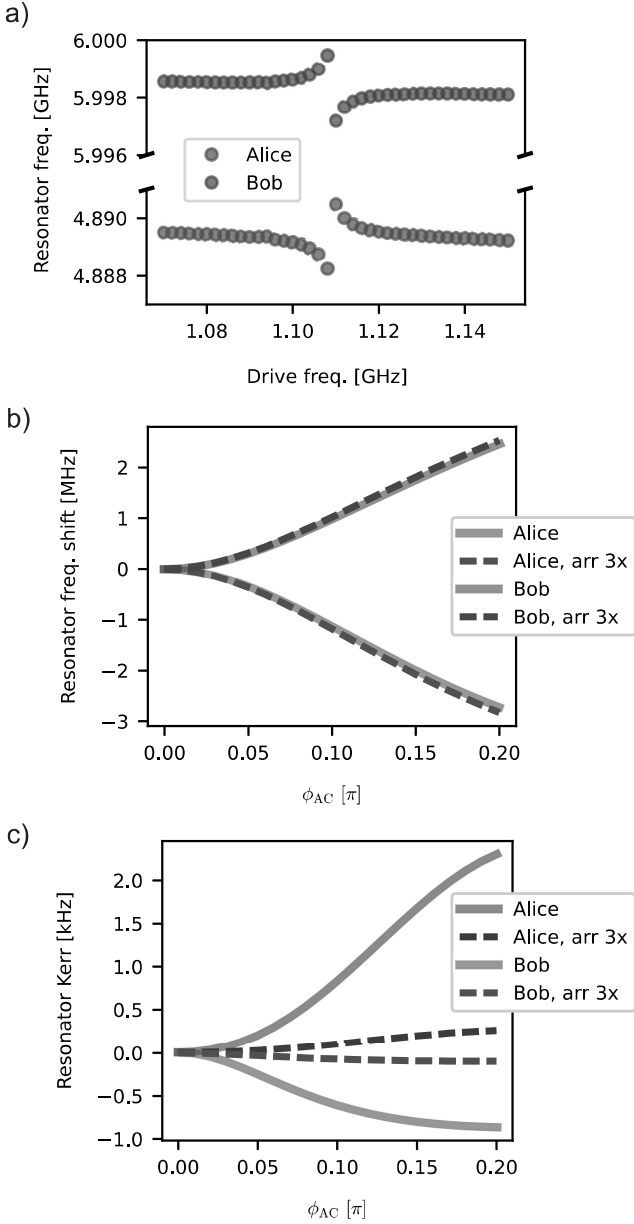 a)
6.000
5.998
5.996
4.890
4.888
Resonator freq. [GHz]
Alice
Bob
1.08
1.10
1.12
1.14
Drive freq. [GHz]
b)
2
1
0
−1
−2
−3
Resonator freq. shift [MHz]
Alice
Alice, arr 3x
Bob
Bob, arr 3x
0.00
0.05
0.10
0.15
0.20
ϕAC [π]
c)
2.0
1.5
1.0
0.5
0.0
−0.5
−1.0
Resonator Kerr [kHz]
Alice
Alice, arr 3x
Bob
Bob, arr 3x
0.00
0.05
0.10
0.15
0.20
ϕAC [π]